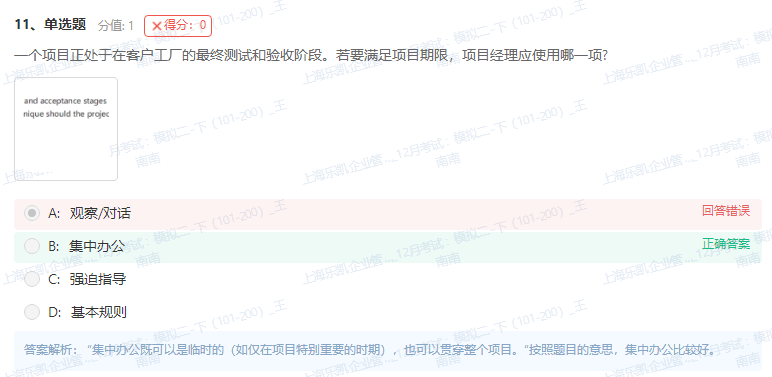 11、单选题 分值: 1 ✕得分：0
一个项目正处于在客户工厂的最终测试和验收阶段。若要满足项目期限，项目经理应使用哪一项?
and acceptance stages
nique should the projec
A: 观察/对话 回答错误
B: 集中办公 正确答案
C: 强迫指导
D: 基本规则
答案解析：“集中办公既可以是临时的（如仅在项目特别重要的时期），也可以贯穿整个项目。”按照题目的意思，集中办公比较好。
上海乐凯企业管..._12月考试：模拟二-下（101-200）_王
南南